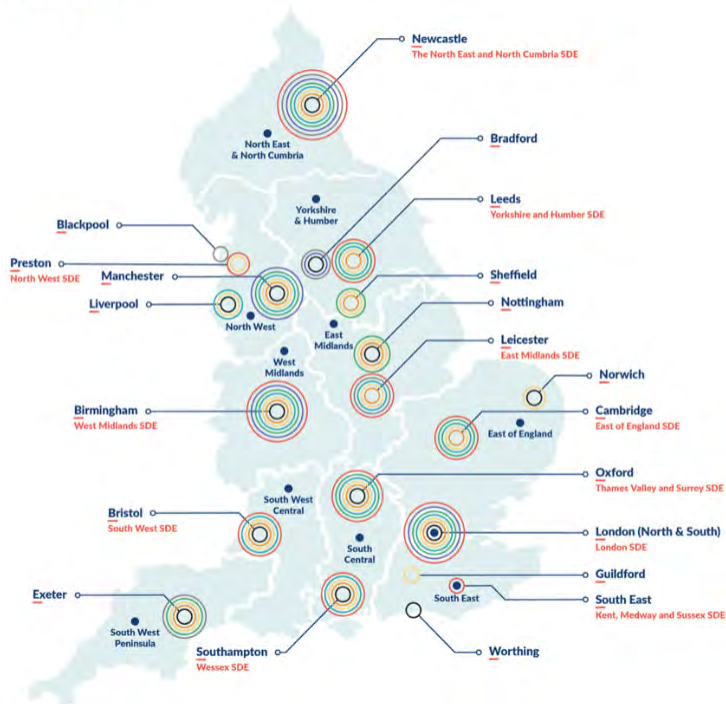 Newcastle
The North East and North Cumbria SDE
North East
& North Cumbria
Bradford
Yorkshire
& Humber
Leeds
Yorkshire and Humber SDE
Blackpool
Preston
North West SDE
Manchester
Sheffield
Liverpool
Nottingham
North West
East
Midlands
Leicester
East Midlands SDE
West
Midlands
Norwich
Birmingham
West Midlands SDE
Cambridge
East of England SDE
East of England
Oxford
Thames Valley and Surrey SDE
South West
Central
Bristol
South West SDE
London (North & South)
London SDE
South
Central
Guildford
Exeter
South East
South East
Kent, Medway and Sussex SDE
South West
Peninsula
Southampton
Wessex SDE
Worthing